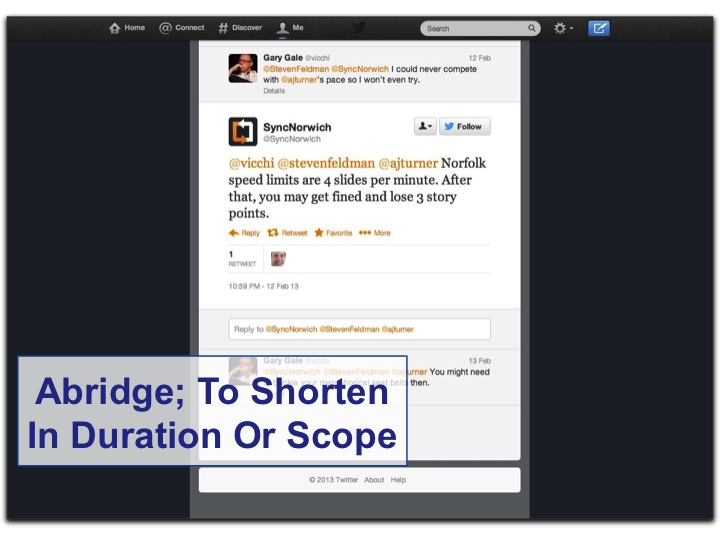 Home Connect Discover Me Search
Gary Gale @vicchi 12 Feb
@StevenFeldman @SyncNorwich I could never compete
with @ajturner's pace so I won't even try.
Details
SyncNorwich
@SyncNorwich
Follow
@vicchi @stevenfeldman @ajturner Norfolk
speed limits are 4 slides per minute. After
that, you may get fined and lose 3 story
points.
Reply Retweet Favorite More
1
RETWEET
10:59 PM - 12 Feb 13
Reply to @SyncNorwich @StevenFeldman @ajturner
Gary Gale @vicchi 13 Feb
@SyncNorwich @StevenFeldman @ajturner You might need
your seat belts then.
Abridge; To Shorten
In Duration Or Scope
© 2013 Twitter About Help